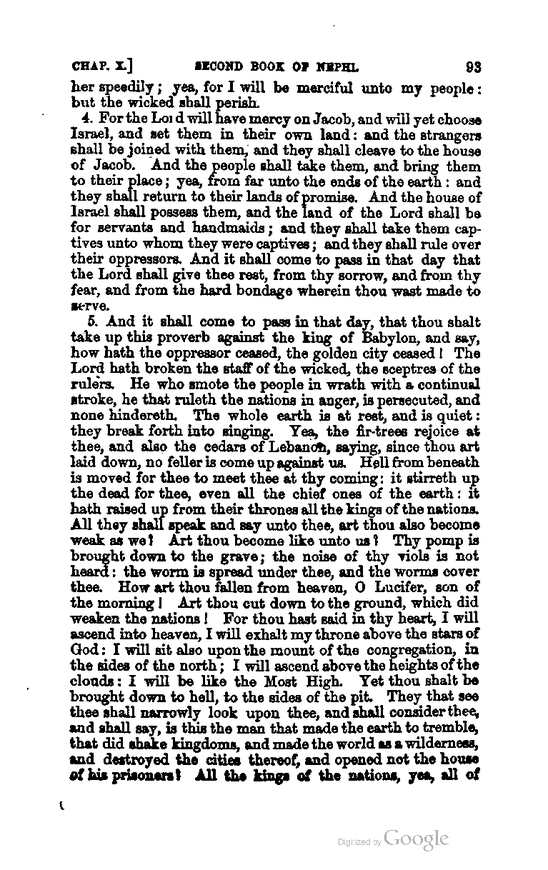 CHAP. X.] SECOND BOOK OF NEPHI. 93
her speedily; yea, for I will be merciful unto my people:
but the wicked shall perish.
4. For the Lord will have mercy on Jacob, and will yet choose
Israel, and set them in their own land: and the strangers
shall be joined with them, and they shall cleave to the house
of Jacob. And the people shall take them, and bring them
to their place; yea, from far unto the ends of the earth: and
they shall return to their lands of promise. And the house of
Israel shall possess them, and the land of the Lord shall be
for servants and handmaids; and they shall take them cap-
tives unto whom they were captives; and they shall rule over
their oppressors. And it shall come to pass in that day that
the Lord shall give thee rest, from thy sorrow, and from thy
fear, and from the hard bondage wherein thou wast made to
serve.
5. And it shall come to pass in that day, that thou shalt
take up this proverb against the king of Babylon, and say,
how hath the oppressor ceased, the golden city ceased! The
Lord hath broken the staff of the wicked, the sceptres of the
rulers. He who smote the people in wrath with a continual
stroke, he that ruleth the nations in anger, is persecuted, and
none hindereth. The whole earth is at rest, and is quiet:
they break forth into singing. Yea, the fir-trees rejoice at
thee, and also the cedars of Lebanon, saying, since thou art
laid down, no feller is come up against us. Hell from beneath
is moved for thee to meet thee at thy coming: it stirreth up
the dead for thee, even all the chief ones of the earth: it
hath raised up from their thrones all the kings of the nations.
All they shall speak and say unto thee, art thou also become
weak as we? Art thou become like unto us? Thy pomp is
brought down to the grave; the noise of thy viols is not
heard: the worm is spread under thee, and the worms cover
thee. How art thou fallen from heaven, O Lucifer, son of
the morning! Art thou cut down to the ground, which did
weaken the nations! For thou hast said in thy heart, I will
ascend into heaven, I will exhalt my throne above the stars of
God: I will sit also upon the mount of the congregation, in
the sides of the north; I will ascend above the heights of the
clouds: I will be like the Most High. Yet thou shalt be
brought down to hell, to the sides of the pit. They that see
thee shall narrowly look upon thee, and shall consider thee,
and shall say, is this the man that made the earth to tremble,
that did shake kingdoms, and made the world as a wilderness,
and destroyed the cities thereof, and opened not the house
of his prisoners? All the kings of the nations, yea, all of
Digitized by Google